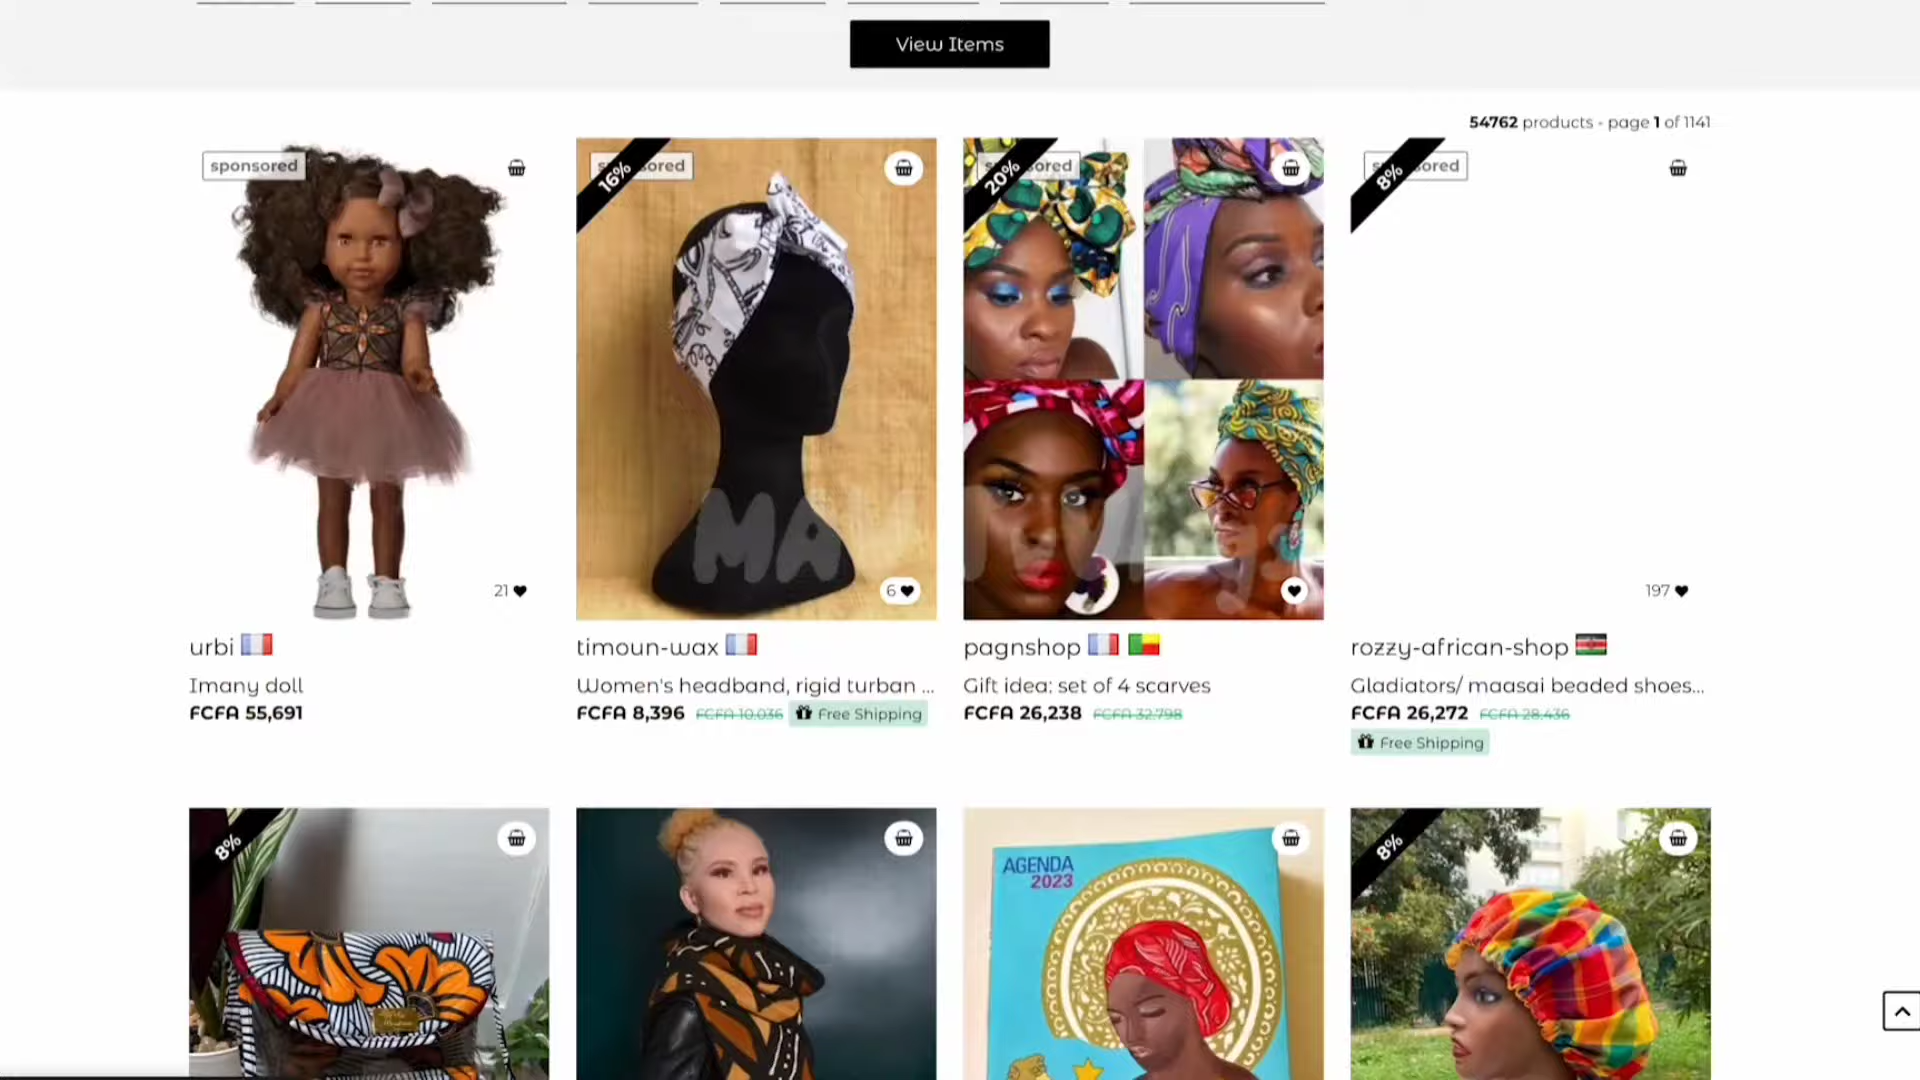 View Items
54762 products - page 1 of 1141
sponsored
16%
20%
8%
21
6
197
urbi
timoun-wax
pagnshop
rozzy-african-shop
Imany doll
Women's headband, rigid turban ...
Gift idea: set of 4 scarves
Gladiators/ maasai beaded shoes...
FCFA 55,691
FCFA 8,396 FCFA 10.036 Free Shipping
FCFA 26,238 FCFA 32.798
FCFA 26,272 FCFA 28.436
Free Shipping
8%
AGENDA
2023
8%